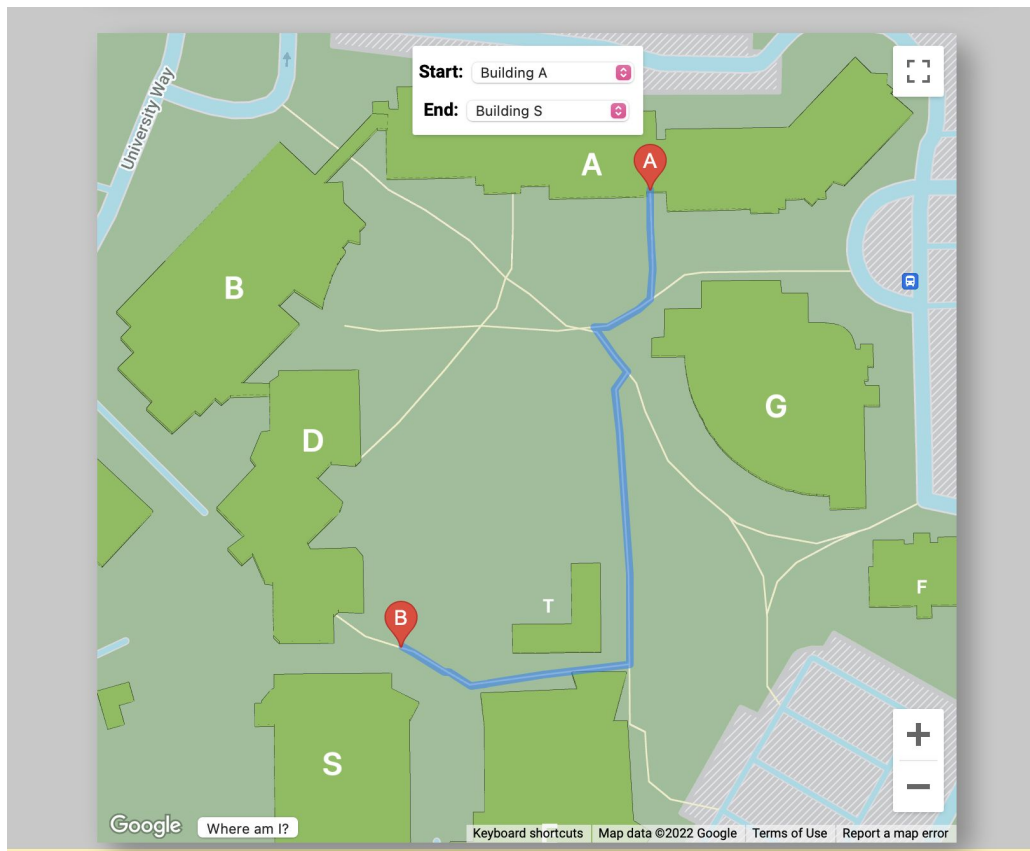 Start: Building A
End: Building S
University Way
A
A
B
G
D
F
T
B
S
Google
Where am I?
Keyboard shortcuts
Map data ©2022 Google
Terms of Use
Report a map error